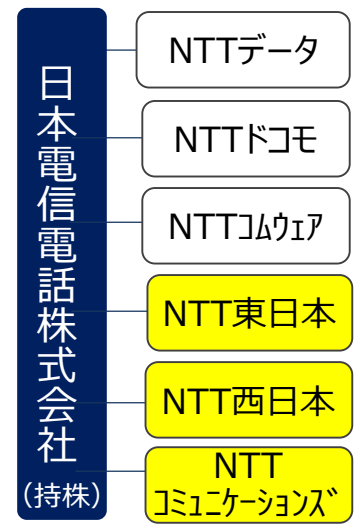 日本電信電話株式会社
(持株)
NTTデータ
NTTﾄﾞｺﾓ
NTTｺﾑｳｪｱ
NTT東日本
NTT西日本
NTT
ｺﾐｭﾆｹｰｼｮﾝｽﾞ